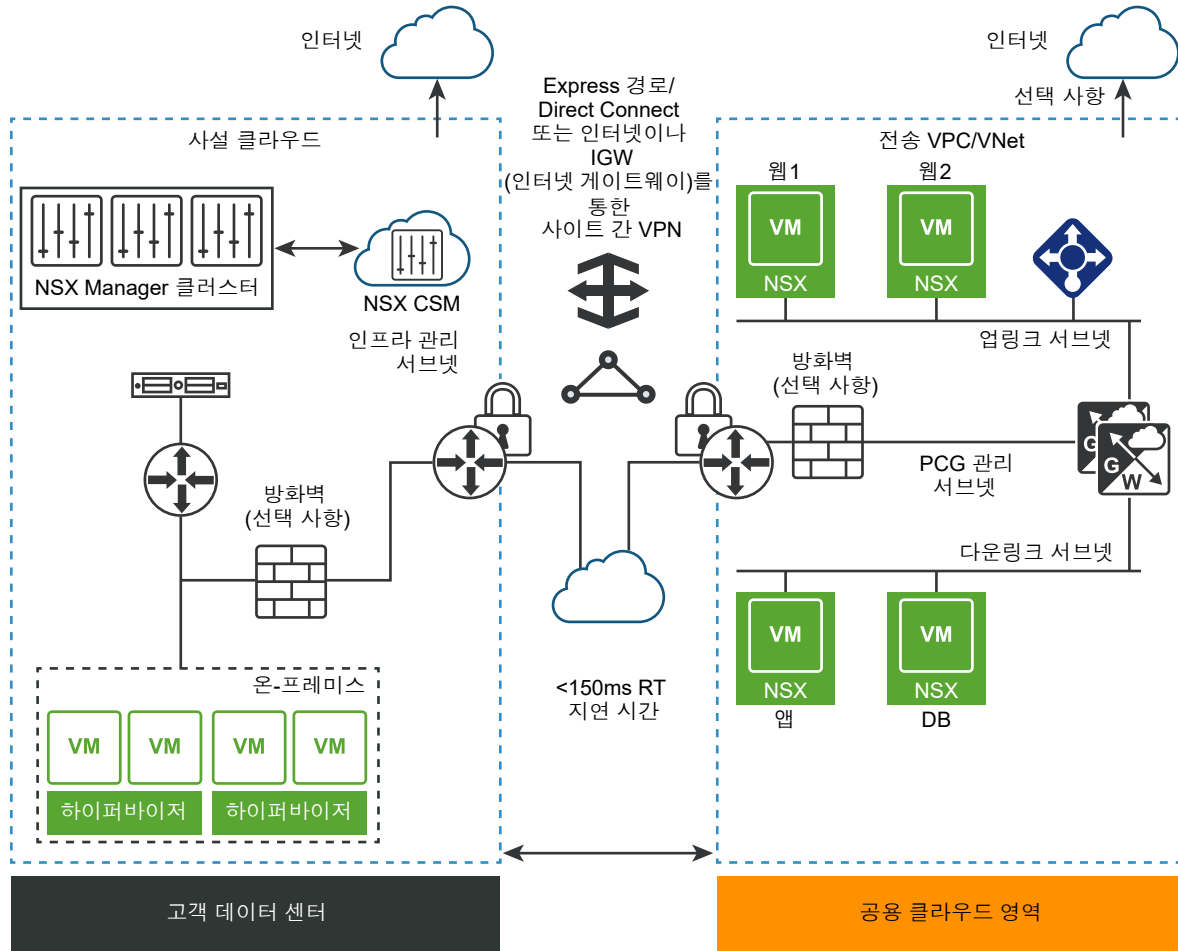 인터넷
사설 클라우드
NSX Manager 클러스터
NSX CSM
인프라 관리
서브넷
방화벽
(선택 사항)
온-프레미스
VM
VM
VM
VM
하이퍼바이저
하이퍼바이저
고객 데이터 센터
Express 경로/
Direct Connect
또는 인터넷이나
IGW
(인터넷 게이트웨이)를
통한
사이트 간 VPN
<150ms RT
지연 시간
인터넷
선택 사항
전송 VPC/VNet
웹1
웹2
VM
VM
NSX
NSX
업링크 서브넷
방화벽
(선택 사항)
PCG 관리
서브넷
G
G
W
다운링크 서브넷
VM
VM
NSX
NSX
앱
DB
공용 클라우드 영역